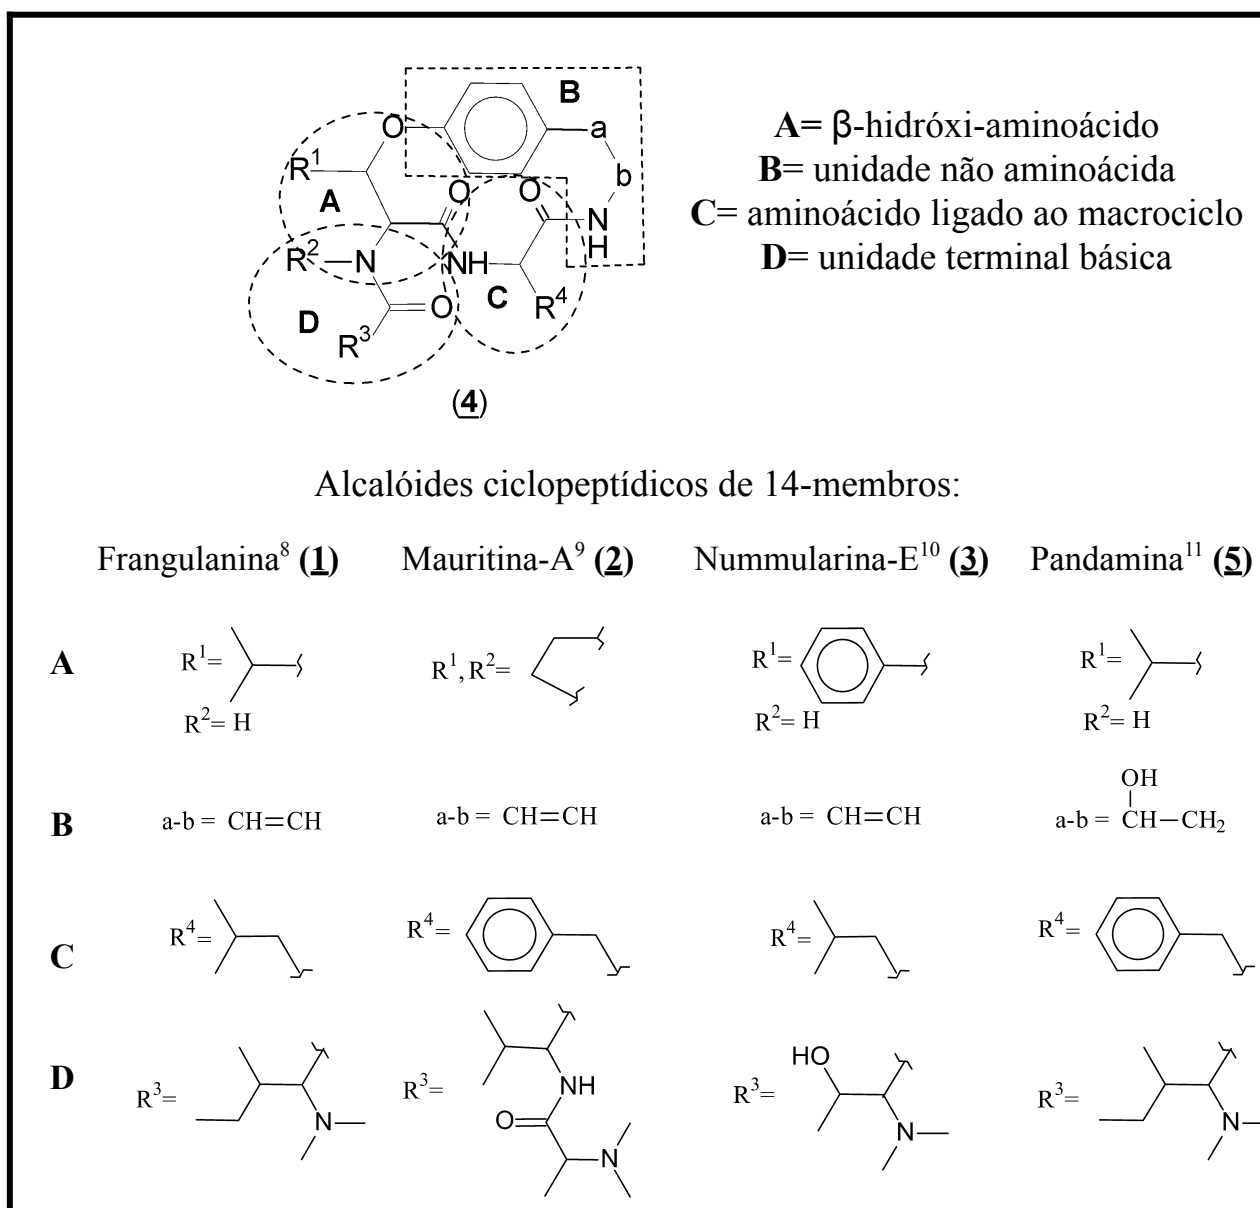 B
O
a
R¹
b
A
O
O
N
H
R²
N
NH
C
R⁴
D
O
R³
(4)
A= β-hidróxi-aminoácido
B= unidade não aminoácida
C= aminoácido ligado ao macrociclo
D= unidade terminal básica
Alcalóides ciclopeptídicos de 14-membros:
Frangulanina⁸ (1) Mauritina-A⁹ (2) Nummularina-E¹⁰ (3) Pandamina¹¹ (5)
A
R¹=
R²= H
R¹, R²=
R¹=
R²= H
R¹=
R²= H
B
a-b = CH=CH
a-b = CH=CH
a-b = CH=CH
OH
a-b = CH–CH₂
C
R⁴=
R⁴=
R⁴=
R⁴=
D
R³=
N
R³=
NH
O
N
HO
R³=
N
R³=
N